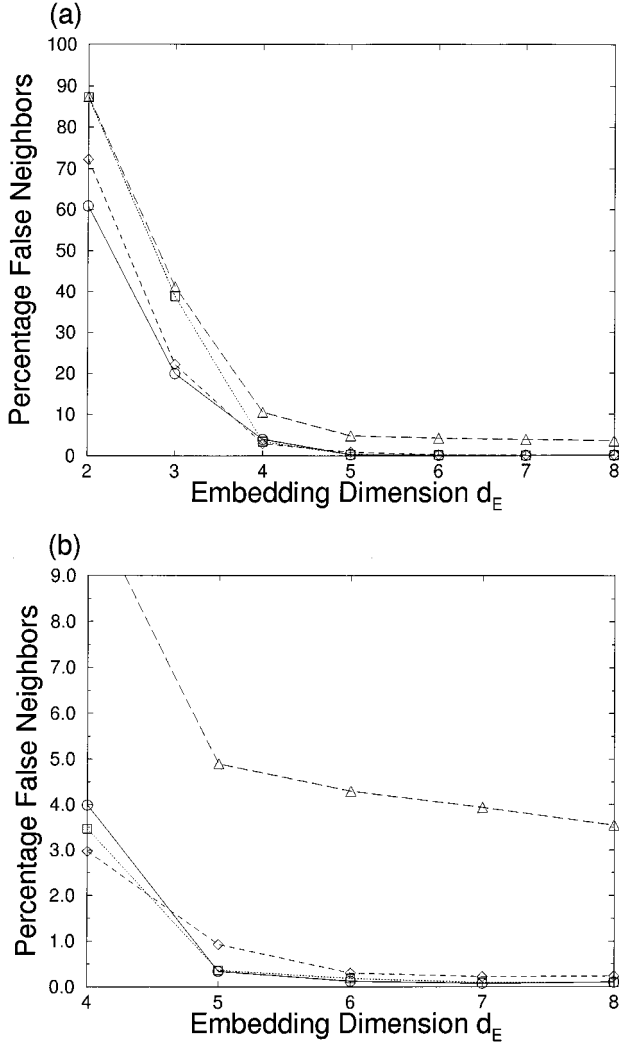 (a)
100
90
80
70
60
50
40
30
20
10
0
Percentage False Neighbors
2 3 4 5 6 7 8
Embedding Dimension d_E
(b)
9.0
8.0
7.0
6.0
5.0
4.0
3.0
2.0
1.0
0.0
Percentage False Neighbors
4 5 6 7 8
Embedding Dimension d_E